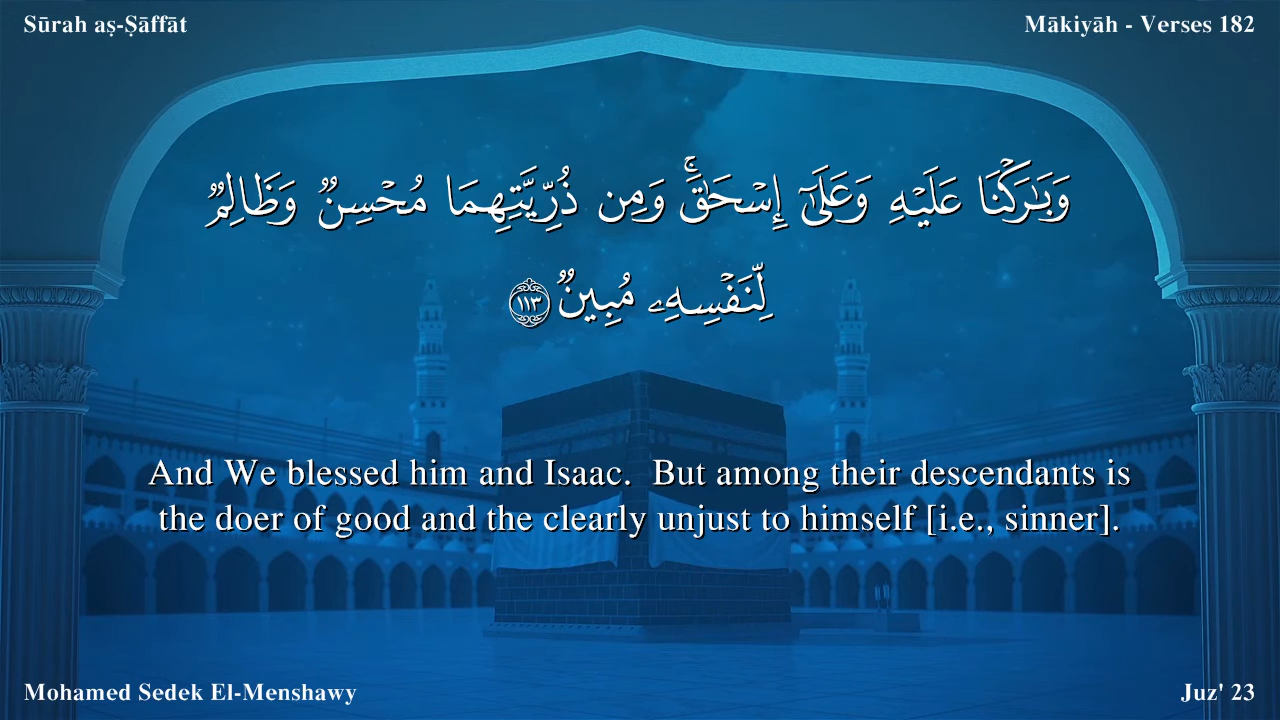 Sūrah aṣ-Ṣāffāt
Mākiyāh - Verses 182
وَبَـٰرَكْنَا عَلَيْهِ وَعَلَىٰٓ إِسْحَـٰقَ ۚ وَمِن ذُرِّيَّتِهِمَا مُحْسِنٌ وَظَالِمٌ
لِّنَفْسِهِۦ مُبِينٌ ١١٣
And We blessed him and Isaac.  But among their descendants is
the doer of good and the clearly unjust to himself [i.e., sinner].
Mohamed Sedek El-Menshawy
Juz' 23